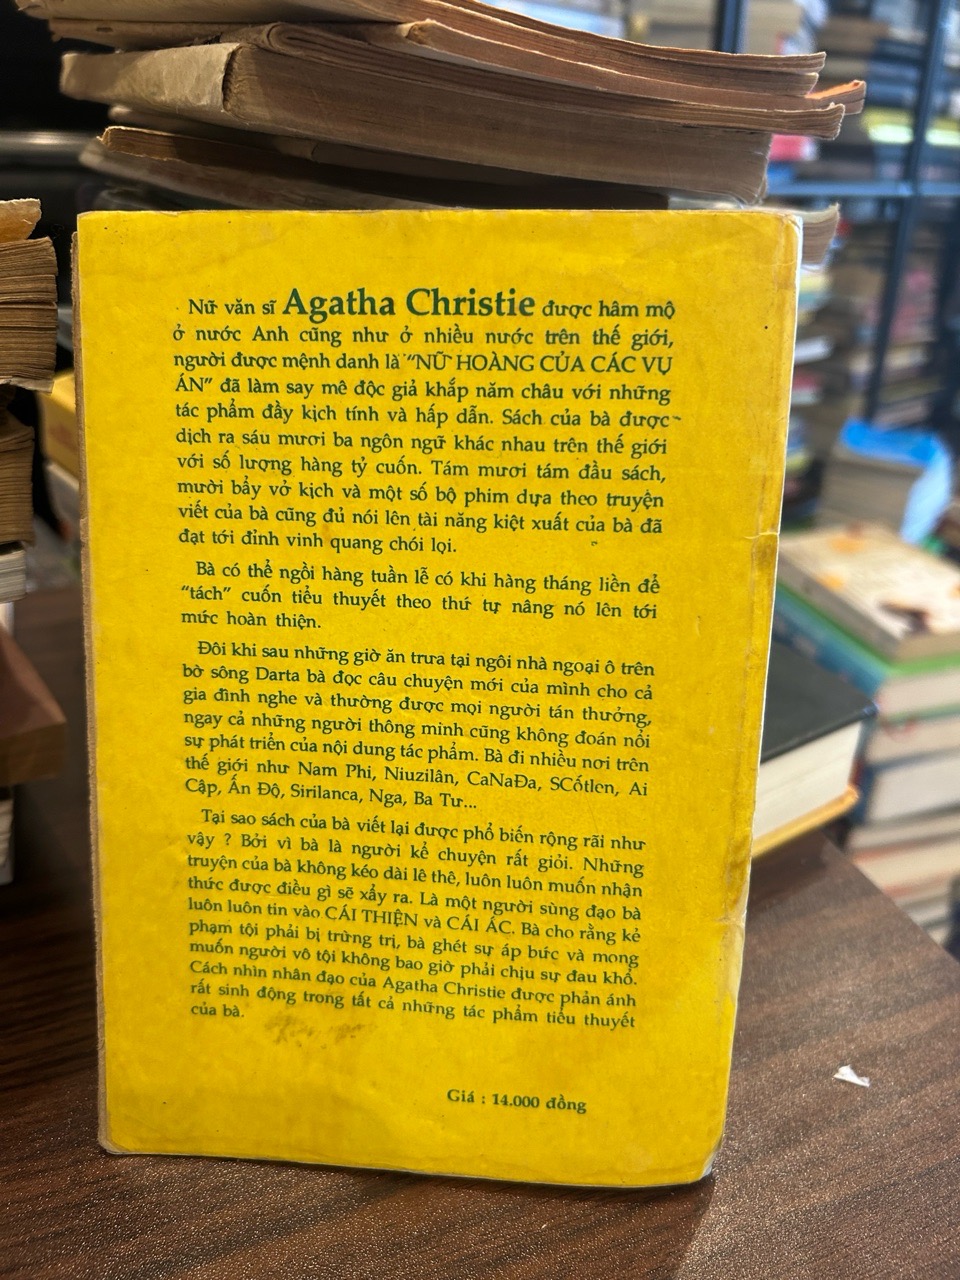 Nữ văn sĩ Agatha Christie được hâm mộ
ở nước Anh cũng như ở nhiều nước trên thế giới,
người được mệnh danh là "NỮ HOÀNG CỦA CÁC VỤ
ÁN" đã làm say mê độc giả khắp năm châu với những
tác phẩm đầy kịch tính và hấp dẫn. Sách của bà được
dịch ra sáu mươi ba ngôn ngữ khác nhau trên thế giới
với số lượng hàng tỷ cuốn. Tám mươi tám đầu sách,
mười bẩy vở kịch và một số bộ phim dựa theo truyện
viết của bà cũng đủ nói lên tài năng kiệt xuất của bà đã
đạt tới đỉnh vinh quang chói lọi.
Bà có thể ngồi hàng tuần lễ có khi hàng tháng liền để
"tách" cuốn tiểu thuyết theo thứ tự nâng nó lên tới
mức hoàn thiện.
Đôi khi sau những giờ ăn trưa tại ngôi nhà ngoại ô trên
bờ sông Darta bà đọc câu chuyện mới của mình cho cả
gia đình nghe và thường được mọi người tán thưởng,
ngay cả những người thông minh cũng không đoán nổi
sự phát triển của nội dung tác phẩm. Bà đi nhiều nơi trên
thế giới như Nam Phi, Niuzilân, CaNaĐa, SCốtlen, Ai
Cập, Ấn Độ, Sirilanca, Nga, Ba Tư...
Tại sao sách của bà viết lại được phổ biến rộng rãi như
vậy ? Bởi vì bà là người kể chuyện rất giỏi. Những
truyện của bà không kéo dài lê thê, luôn luôn muốn nhận
thức được điều gì sẽ xẩy ra. Là một người sùng đạo bà
luôn luôn tin vào CÁI THIỆN và CÁI ÁC. Bà cho rằng kẻ
phạm tội phải bị trừng trị, bà ghét sự áp bức và mong
muốn người vô tội không bao giờ phải chịu sự đau khổ.
Cách nhìn nhân đạo của Agatha Christie được phản ánh
rất sinh động trong tất cả những tác phẩm tiểu thuyết
của bà.
Giá : 14.000 đồng